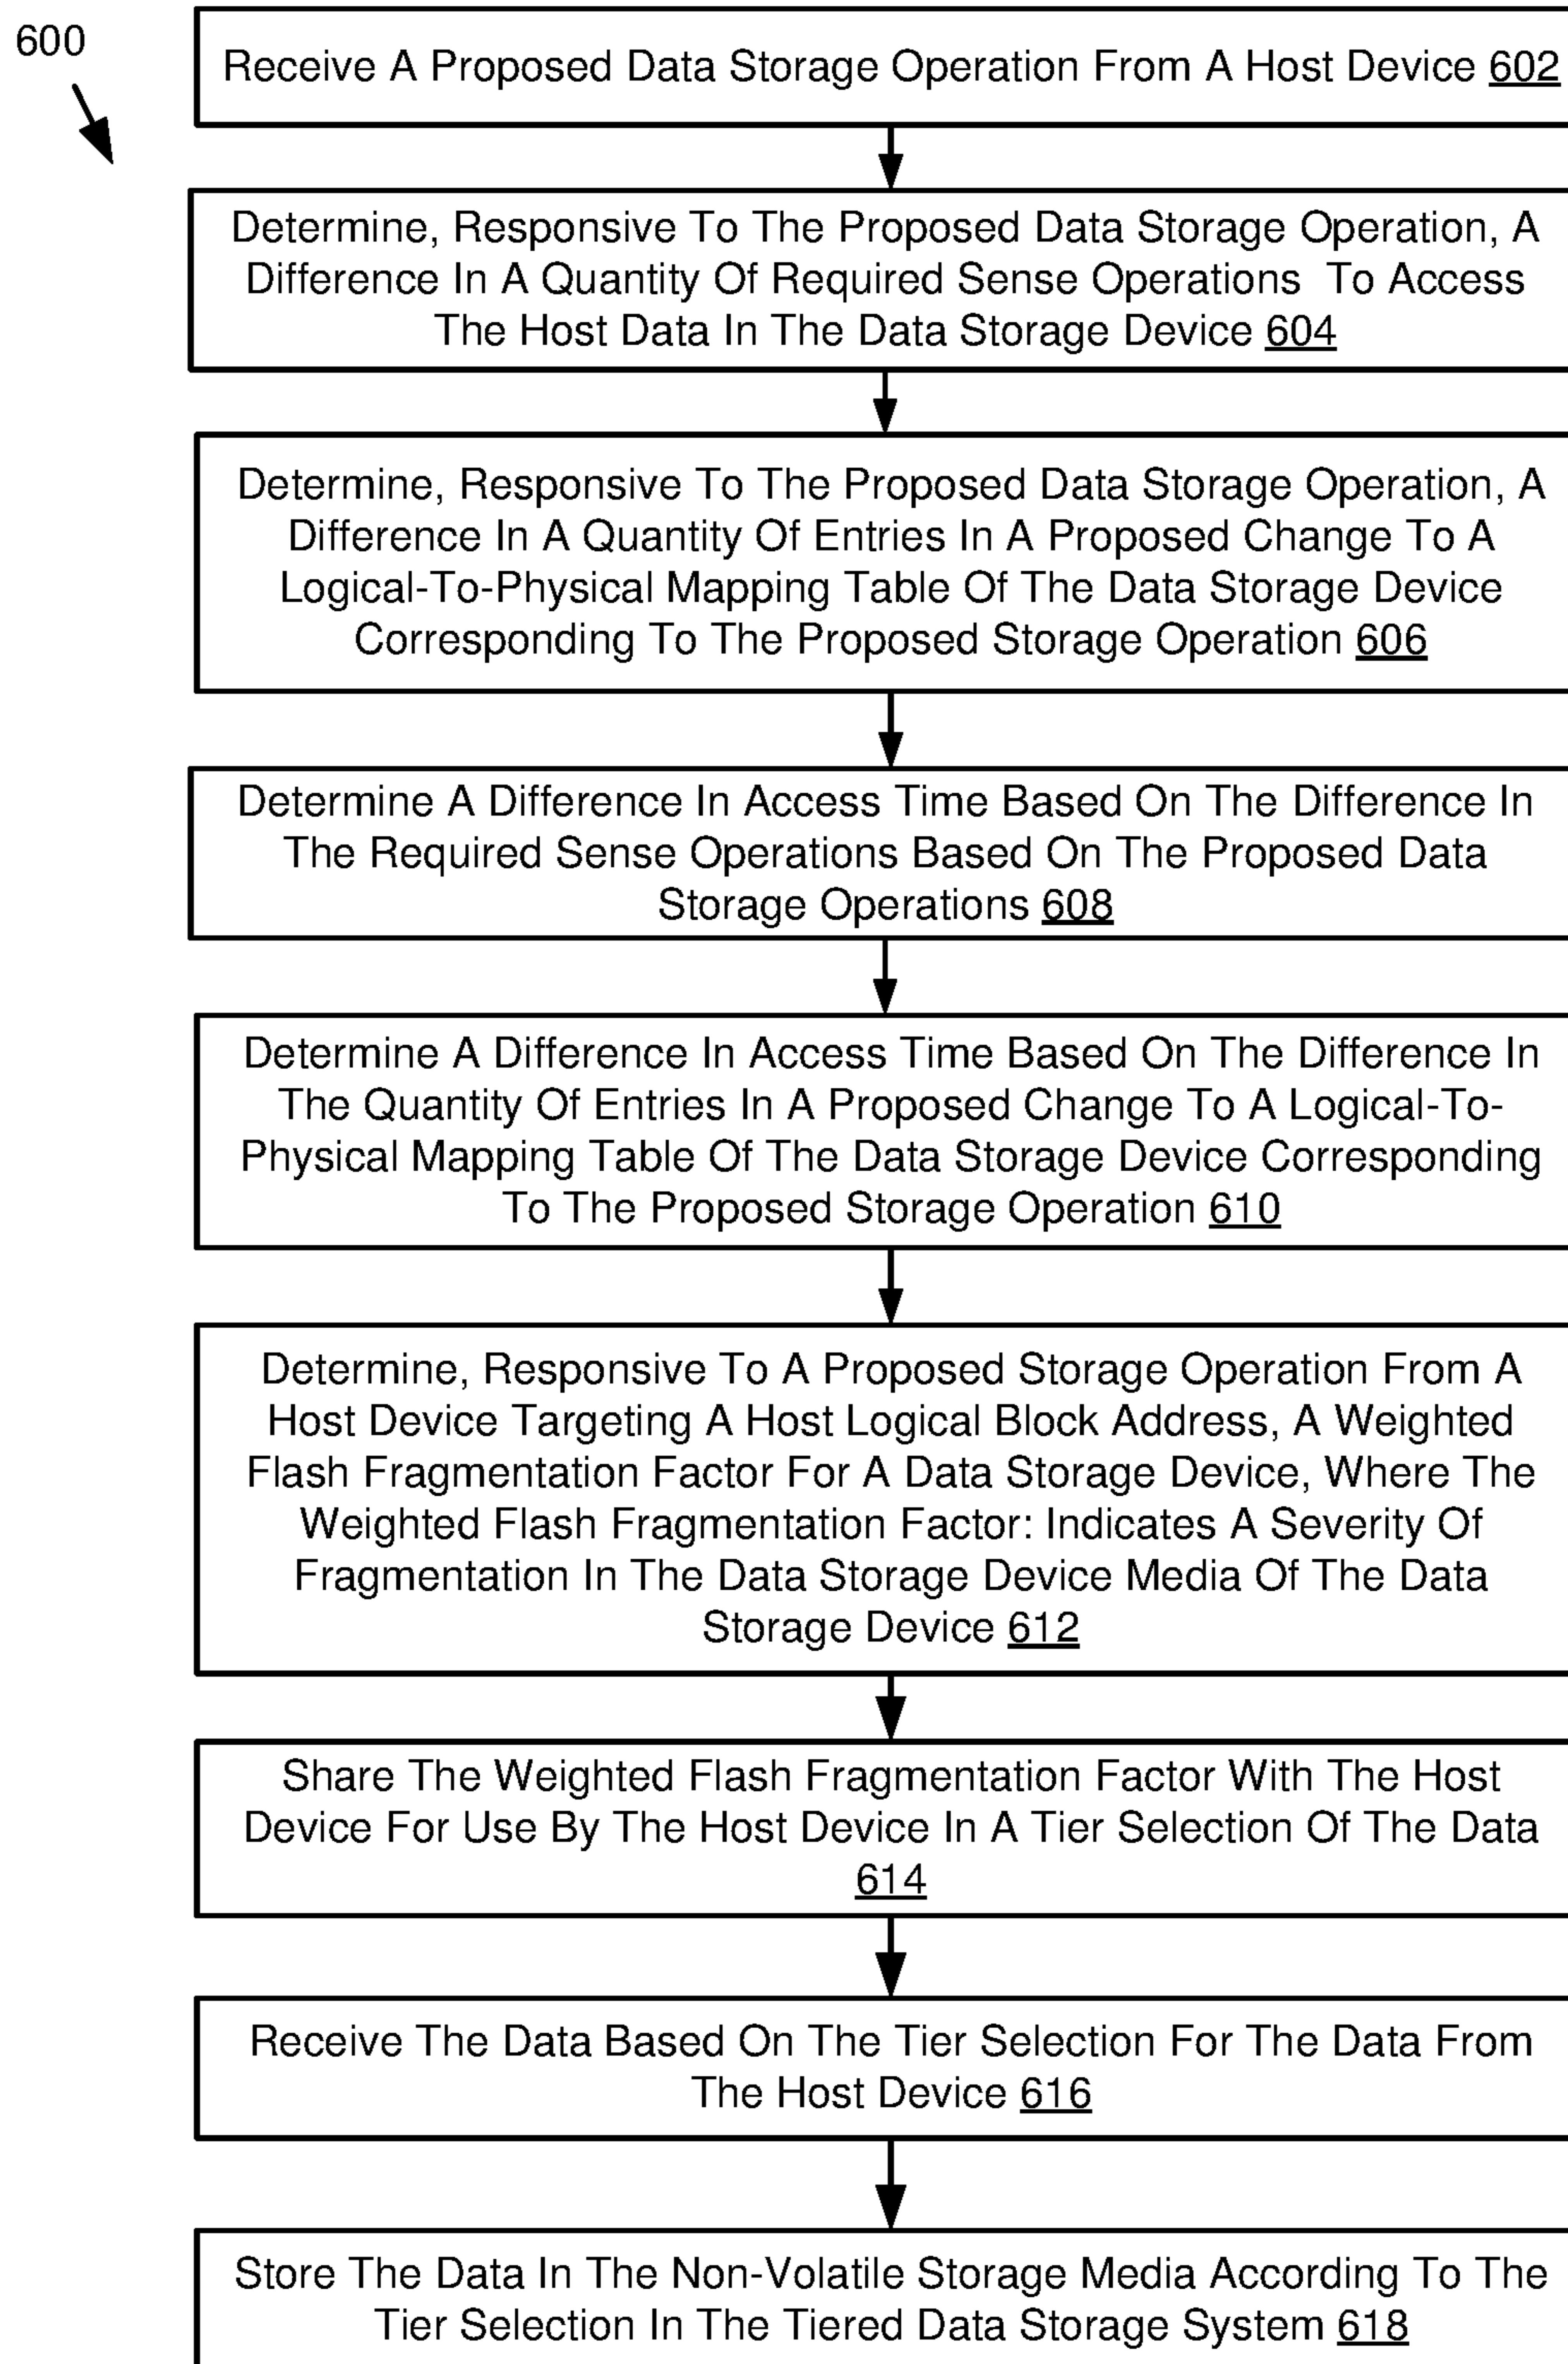 600
Receive A Proposed Data Storage Operation From A Host Device 602
Determine, Responsive To The Proposed Data Storage Operation, A
Difference In A Quantity Of Required Sense Operations To Access
The Host Data In The Data Storage Device 604
Determine, Responsive To The Proposed Data Storage Operation, A
Difference In A Quantity Of Entries In A Proposed Change To A
Logical-To-Physical Mapping Table Of The Data Storage Device
Corresponding To The Proposed Storage Operation 606
Determine A Difference In Access Time Based On The Difference In
The Required Sense Operations Based On The Proposed Data
Storage Operations 608
Determine A Difference In Access Time Based On The Difference In
The Quantity Of Entries In A Proposed Change To A Logical-To-
Physical Mapping Table Of The Data Storage Device Corresponding
To The Proposed Storage Operation 610
Determine, Responsive To A Proposed Storage Operation From A
Host Device Targeting A Host Logical Block Address, A Weighted
Flash Fragmentation Factor For A Data Storage Device, Where The
Weighted Flash Fragmentation Factor: Indicates A Severity Of
Fragmentation In The Data Storage Device Media Of The Data
Storage Device 612
Share The Weighted Flash Fragmentation Factor With The Host
Device For Use By The Host Device In A Tier Selection Of The Data
614
Receive The Data Based On The Tier Selection For The Data From
The Host Device 616
Store The Data In The Non-Volatile Storage Media According To The
Tier Selection In The Tiered Data Storage System 618